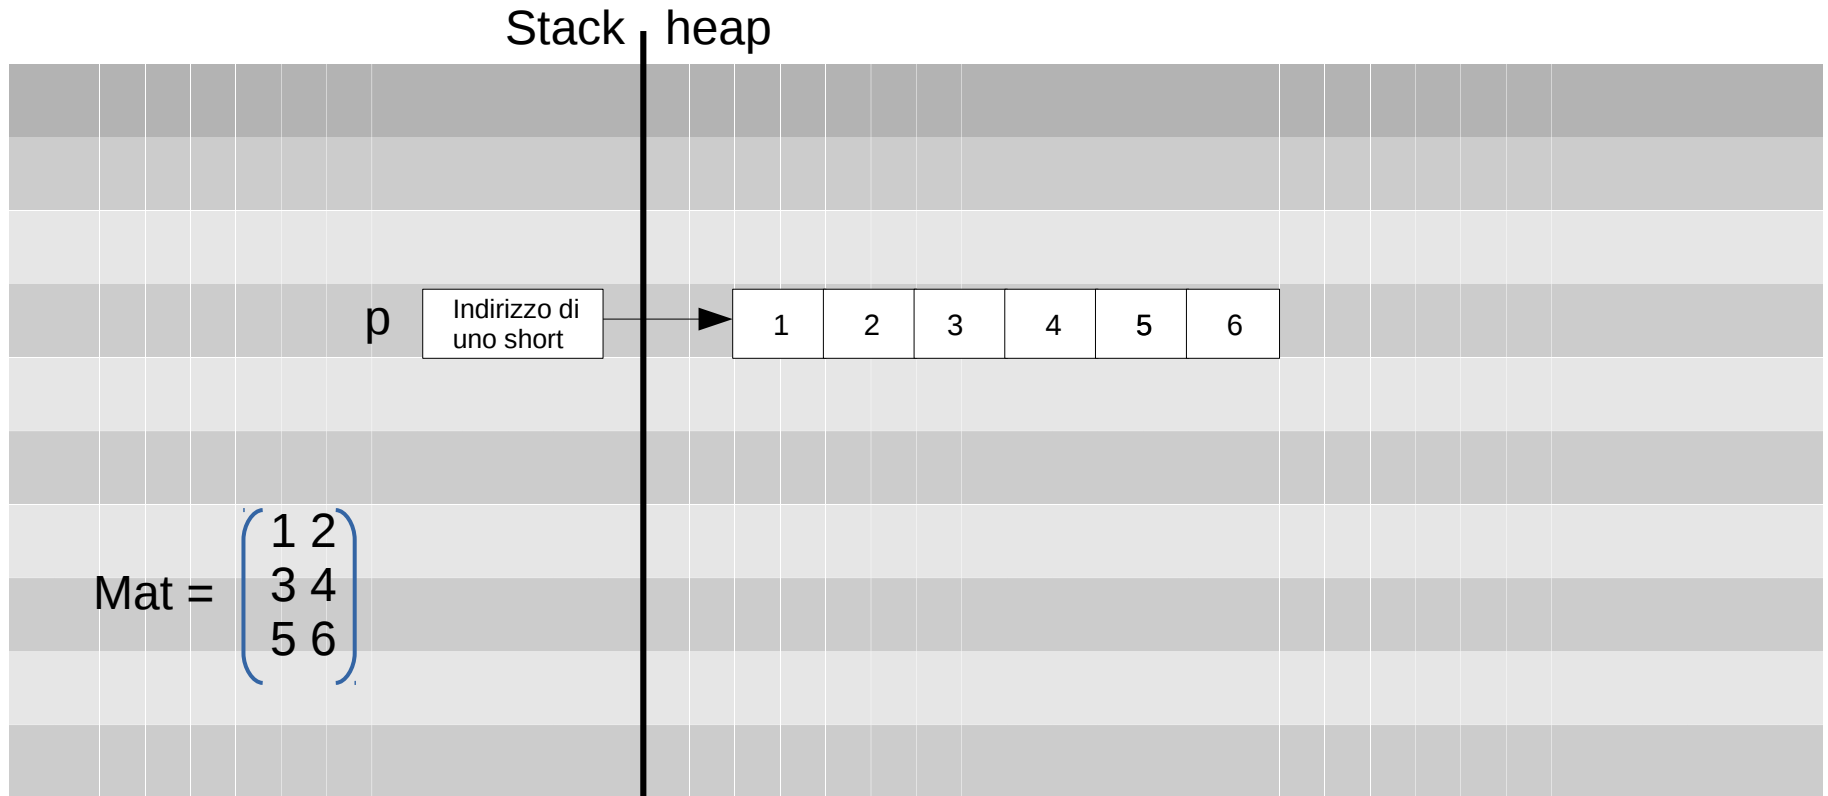 Stack heap
p Indirizzo di
uno short
1 2 3 4 5 6
1 2
Mat = 3 4
5 6